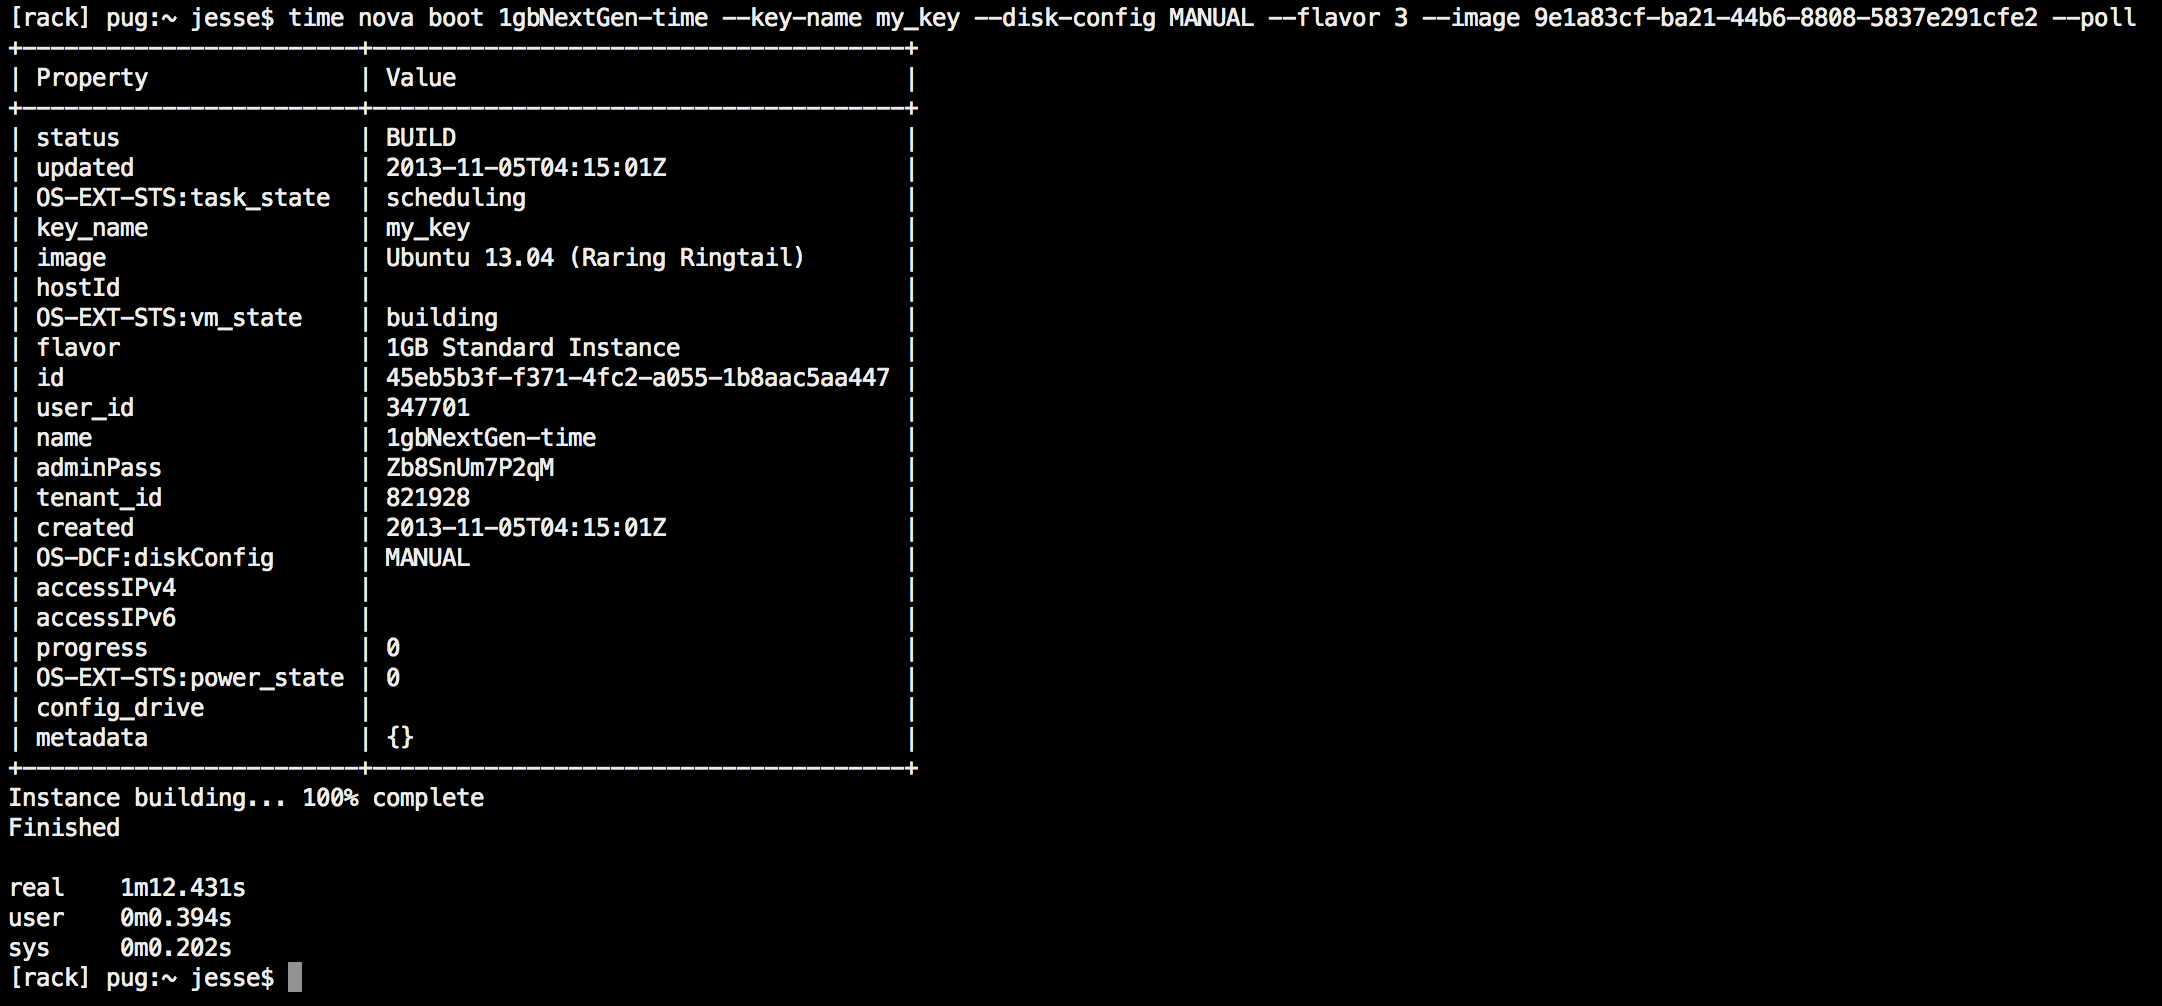 [rack] pug:~ jesse$ time nova boot 1gbNextGen-time --key-name my_key --disk-config MANUAL --flavor 3 --image 9e1a83cf-ba21-44b6-8808-5837e291cfe2 --poll
+------------------------+--------------------------------------+
| Property               | Value                                |
+------------------------+--------------------------------------+
| status                 | BUILD                                |
| updated                | 2013-11-05T04:15:01Z                 |
| OS-EXT-STS:task_state  | scheduling                           |
| key_name               | my_key                               |
| image                  | Ubuntu 13.04 (Raring Ringtail)       |
| hostId                 |                                      |
| OS-EXT-STS:vm_state    | building                             |
| flavor                 | 1GB Standard Instance                |
| id                     | 45eb5b3f-f371-4fc2-a055-1b8aac5aa447 |
| user_id                | 347701                               |
| name                   | 1gbNextGen-time                      |
| adminPass              | Zb8SnUm7P2qM                         |
| tenant_id              | 821928                               |
| created                | 2013-11-05T04:15:01Z                 |
| OS-DCF:diskConfig      | MANUAL                               |
| accessIPv4             |                                      |
| accessIPv6             |                                      |
| progress               | 0                                    |
| OS-EXT-STS:power_state | 0                                    |
| config_drive           |                                      |
| metadata               | {}                                   |
+------------------------+--------------------------------------+
Instance building... 100% complete
Finished

real    1m12.431s
user    0m0.394s
sys     0m0.202s
[rack] pug:~ jesse$